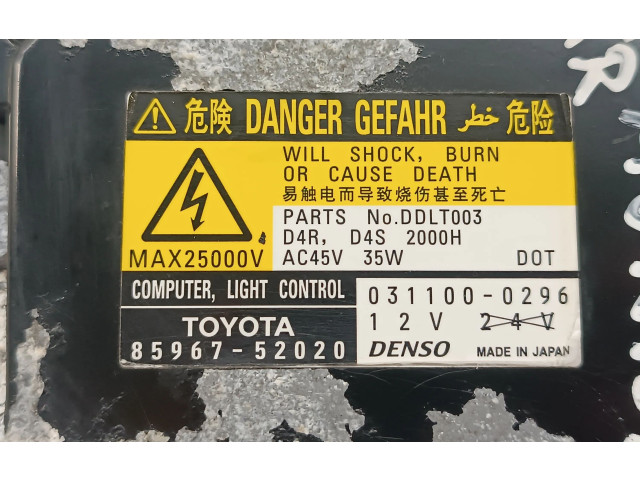 危険 DANGER GEFAHR خطر 危险
WILL SHOCK, BURN
OR CAUSE DEATH
易触电而导致烧伤甚至死亡
MAX25000V
PARTS No.DDLT003
D4R, D4S 2000H
AC45V 35W DOT
COMPUTER, LIGHT CONTROL
031100-0296
12V 24V
TOYOTA
85967-52020
DENSO MADE IN JAPAN
R